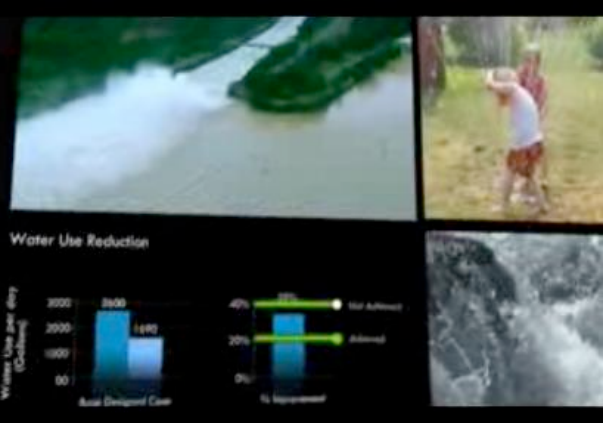 Water Use Reduction
Water Use per day
(Gallons)
3000
2000
1000
00
2600
1690
Base Designed Case
40%
20%
0%
Not Achieved
Achieved
% Improvement